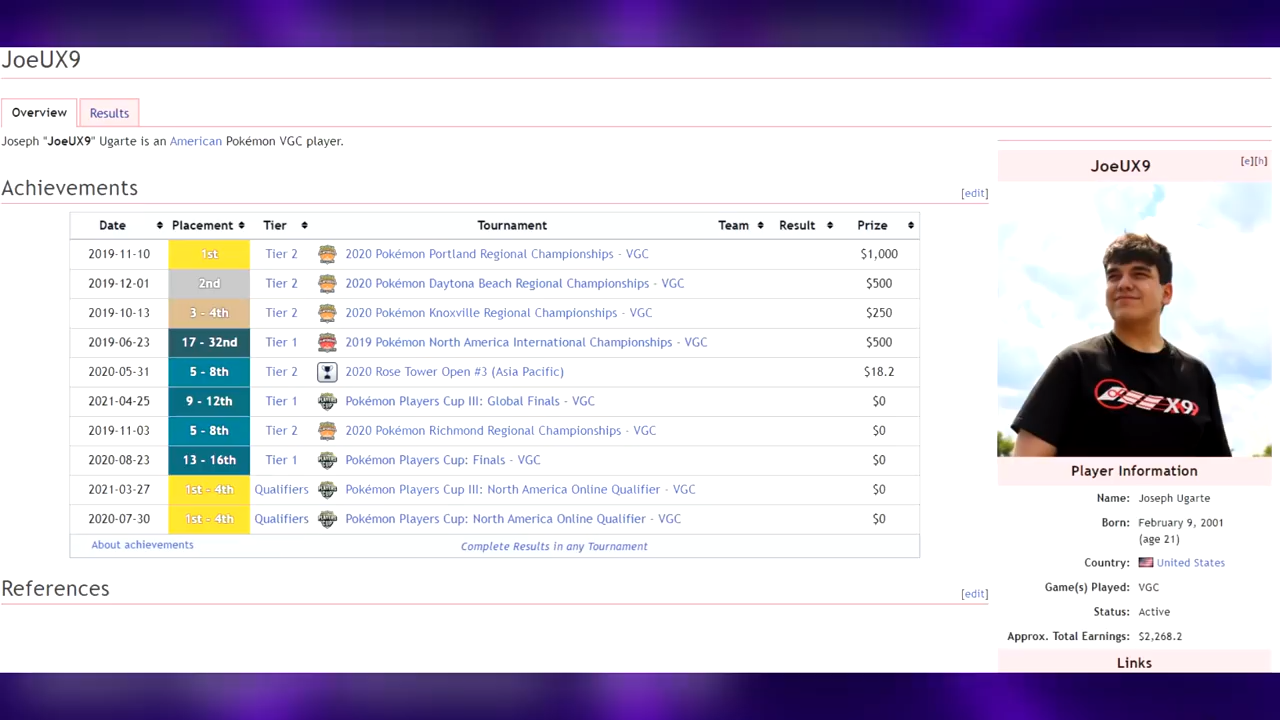 JoeUX9
Overview
Results
Joseph "JoeUX9" Ugarte is an American Pokémon VGC player.
Achievements
[edit]
Date Placement Tier Tournament Team Result Prize
2019-11-10 1st Tier 2 2020 Pokémon Portland Regional Championships - VGC $1,000
2019-12-01 2nd Tier 2 2020 Pokémon Daytona Beach Regional Championships - VGC $500
2019-10-13 3 - 4th Tier 2 2020 Pokémon Knoxville Regional Championships - VGC $250
2019-06-23 17 - 32nd Tier 1 2019 Pokémon North America International Championships - VGC $500
2020-05-31 5 - 8th Tier 2 2020 Rose Tower Open #3 (Asia Pacific) $18.2
2021-04-25 9 - 12th Tier 1 Pokémon Players Cup III: Global Finals - VGC $0
2019-11-03 5 - 8th Tier 2 2020 Pokémon Richmond Regional Championships - VGC $0
2020-08-23 13 - 16th Tier 1 Pokémon Players Cup: Finals - VGC $0
2021-03-27 1st - 4th Qualifiers Pokémon Players Cup III: North America Online Qualifier - VGC $0
2020-07-30 1st - 4th Qualifiers Pokémon Players Cup: North America Online Qualifier - VGC $0
About achievements Complete Results in any Tournament
References
[edit]
JoeUX9
[e][h]
X9
Player Information
Name: Joseph Ugarte
Born: February 9, 2001
(age 21)
Country: United States
Game(s) Played: VGC
Status: Active
Approx. Total Earnings: $2,268.2
Links